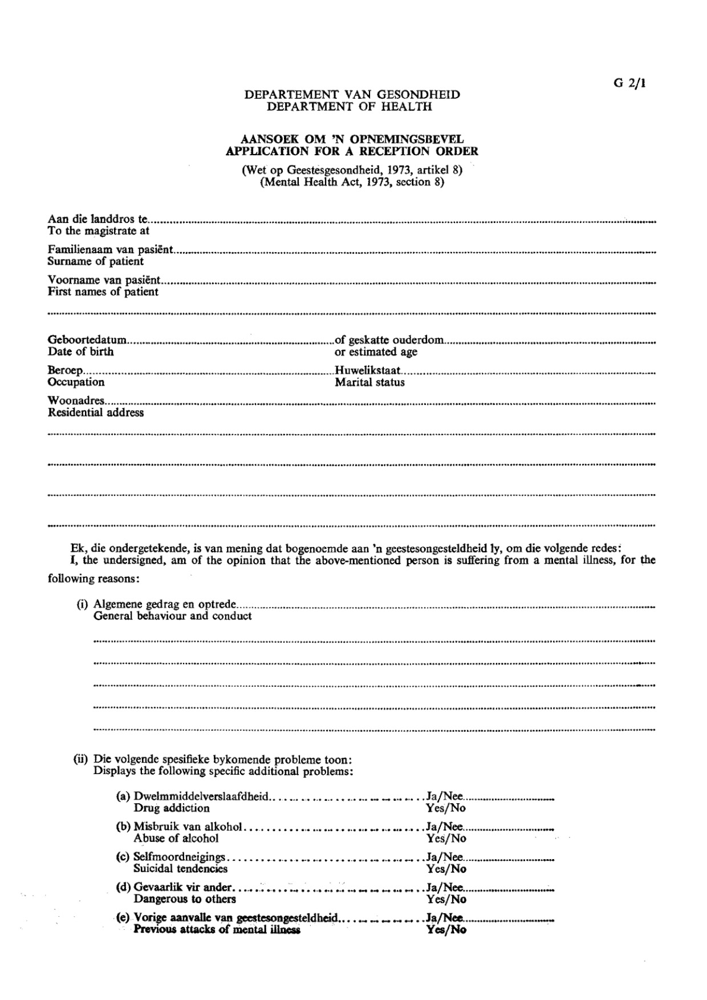 G 2/1
DEPARTEMENT VAN GESONDHEID
DEPARTMENT OF HEALTH
AANSOEK OM 'N OPNEMINGSBEVEL
APPLICATION FOR A RECEPTION ORDER
(Wet op Geestesgesondheid, 1973, artikel 8)
(Mental Health Act, 1973, section 8)
Aan die landdros te
To the magistrate at
Familienaam van pasiënt
Surname of patient
Voorname van pasiënt
First names of patient
Geboortedatum of geskatte ouderdom
Date of birth or estimated age
Beroep Huwelikstaat
Occupation Marital status
Woonadres
Residential address
Ek, die ondergetekende, is van mening dat bogenoemde aan 'n geestesongesteldheid ly, om die volgende redes:
I, the undersigned, am of the opinion that the above-mentioned person is suffering from a mental illness, for the
following reasons:
(i) Algemene gedrag en optrede
General behaviour and conduct
(ii) Die volgende spesifieke bykomende probleme toon:
Displays the following specific additional problems:
(a) Dwelmmiddelverslaafdheid Ja/Nee
Drug addiction Yes/No
(b) Misbruik van alkohol Ja/Nee
Abuse of alcohol Yes/No
(c) Selfmoordneigings Ja/Nee
Suicidal tendencies Yes/No
(d) Gevaarlik vir ander Ja/Nee
Dangerous to others Yes/No
(e) Vorige aanvalle van geestesongesteldheid Ja/Nee
Previous attacks of mental illness Yes/No